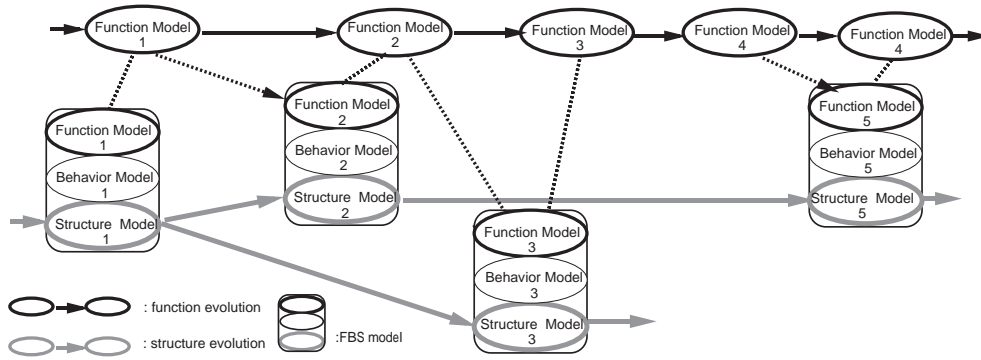 Function Model
1
Function Model
2
Function Model
3
Function Model
4
Function Model
4
Function Model
1
Behavior Model
1
Structure Model
1
Function Model
2
Behavior Model
2
Structure Model
2
Function Model
3
Behavior Model
3
Structure Model
3
Function Model
5
Behavior Model
5
Structure Model
5
: function evolution
: structure evolution
:FBS model